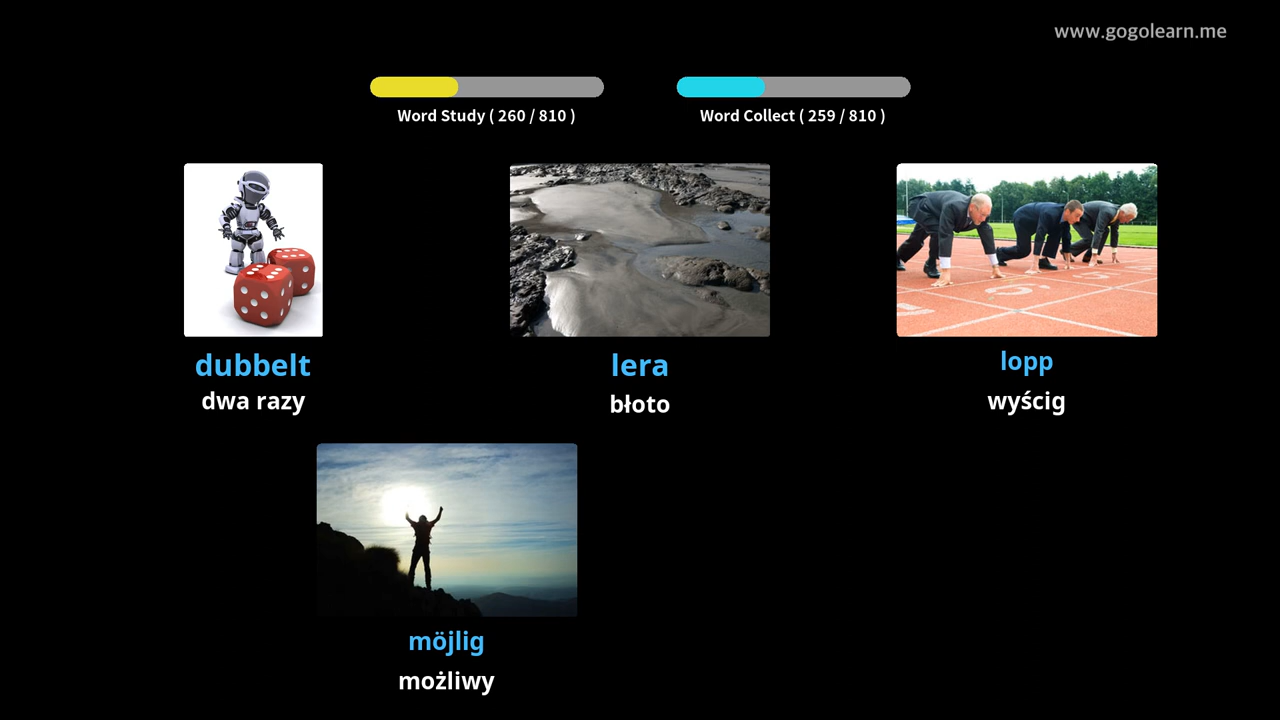 www.gogolearn.me
Word Study ( 260 / 810 )
Word Collect ( 259 / 810 )
dubbelt
dwa razy
lera
błoto
lopp
wyścig
möjlig
możliwy